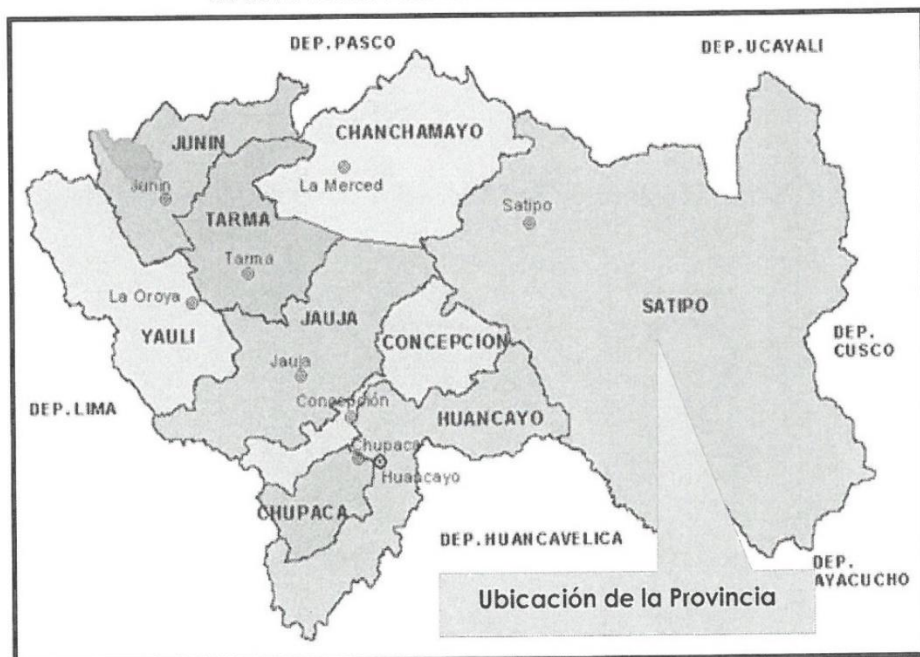 DEP.PASCO
DEP.UCAYALI
CHANCHAMAYO
JUNIN
La Merced
Junin
Satipo
TARMA
Tarma
La Oroya
JAUJA
SATIPO
YAULI
CONCEPCION
DEP.
CUSCO
Jauja
DEP.LIMA
Concepción
HUANCAYO
Chupaca
Huancayo
CHUPACA
DEP.HUANCAVELICA
DEP.
AYACUCHO
Ubicación de la Provincia